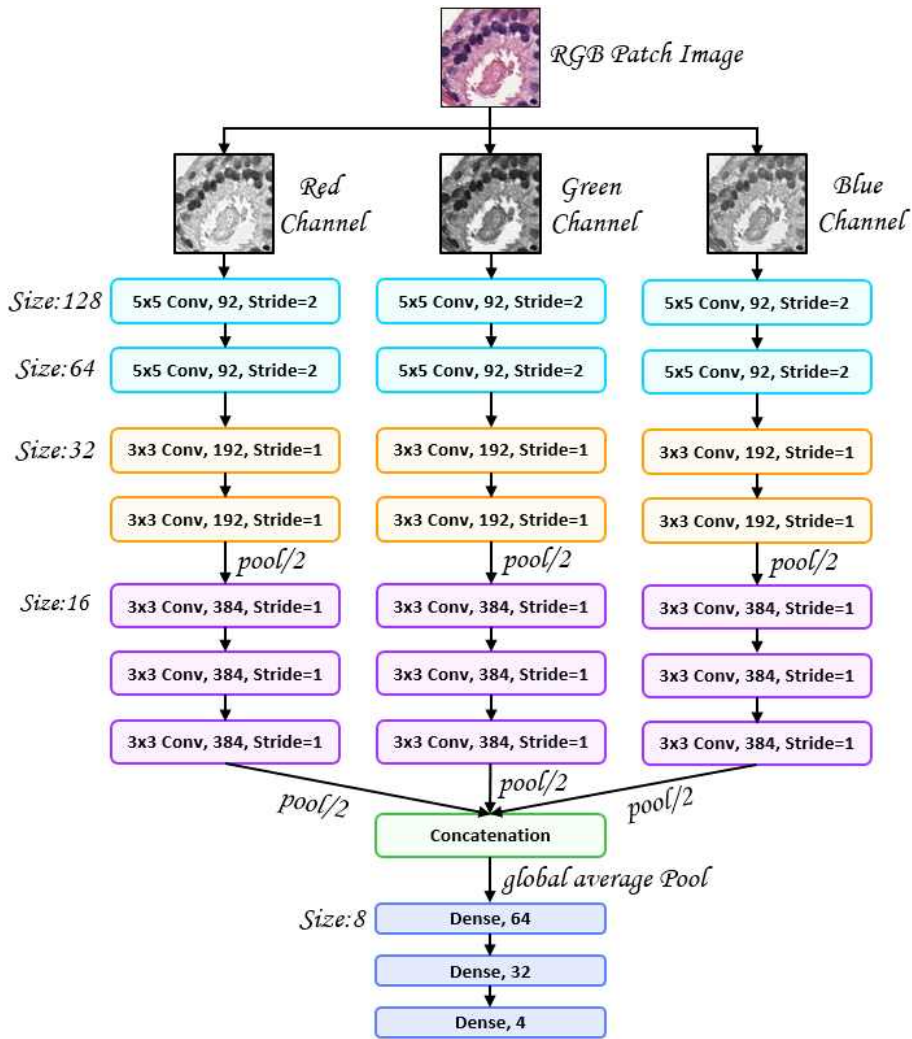 RGB Patch Image
Red Channel
Green Channel
Blue Channel
Size:128
5x5 Conv, 92, Stride=2
5x5 Conv, 92, Stride=2
5x5 Conv, 92, Stride=2
Size:64
5x5 Conv, 92, Stride=2
5x5 Conv, 92, Stride=2
5x5 Conv, 92, Stride=2
Size:32
3x3 Conv, 192, Stride=1
3x3 Conv, 192, Stride=1
3x3 Conv, 192, Stride=1
3x3 Conv, 192, Stride=1
3x3 Conv, 192, Stride=1
3x3 Conv, 192, Stride=1
pool/2
pool/2
pool/2
Size:16
3x3 Conv, 384, Stride=1
3x3 Conv, 384, Stride=1
3x3 Conv, 384, Stride=1
3x3 Conv, 384, Stride=1
3x3 Conv, 384, Stride=1
3x3 Conv, 384, Stride=1
3x3 Conv, 384, Stride=1
3x3 Conv, 384, Stride=1
3x3 Conv, 384, Stride=1
pool/2
pool/2
pool/2
Concatenation
global average Pool
Size:8
Dense, 64
Dense, 32
Dense, 4